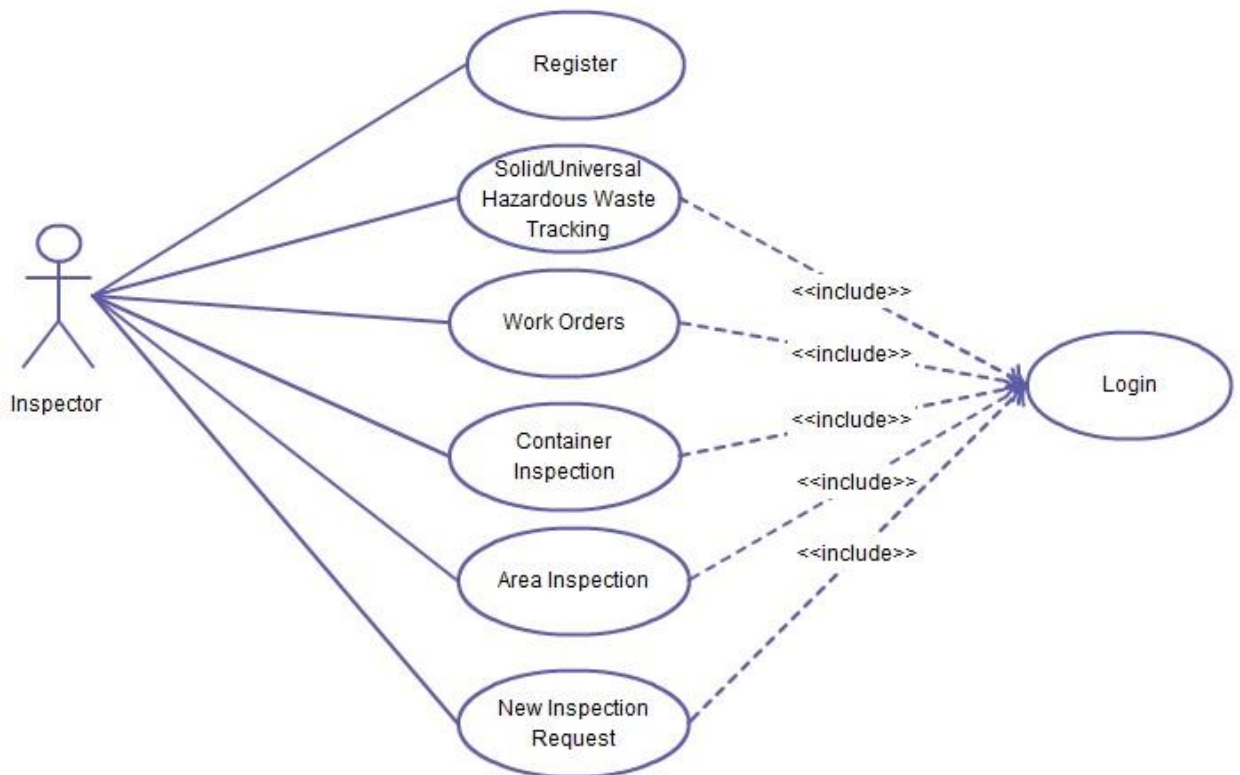 Register
Solid/Universal
Hazardous Waste
Tracking
<<include>>
Work Orders
<<include>>
Login
Inspector
<<include>>
Container
Inspection
<<include>>
Area Inspection
<<include>>
New Inspection
Request